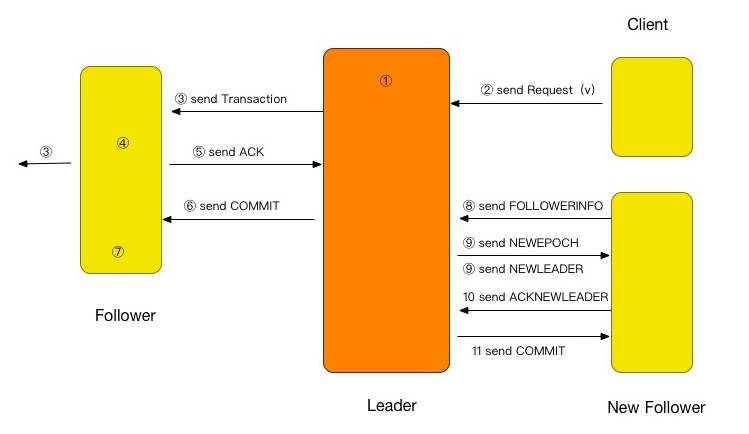 Client
①
② send Request（v）
③ send Transaction
④
③
⑤ send ACK
⑥ send COMMIT
⑧ send FOLLOWERINFO
⑨ send NEWEPOCH
⑦
⑨ send NEWLEADER
10 send ACKNEWLEADER
Follower
11 send COMMIT
Leader
New Follower